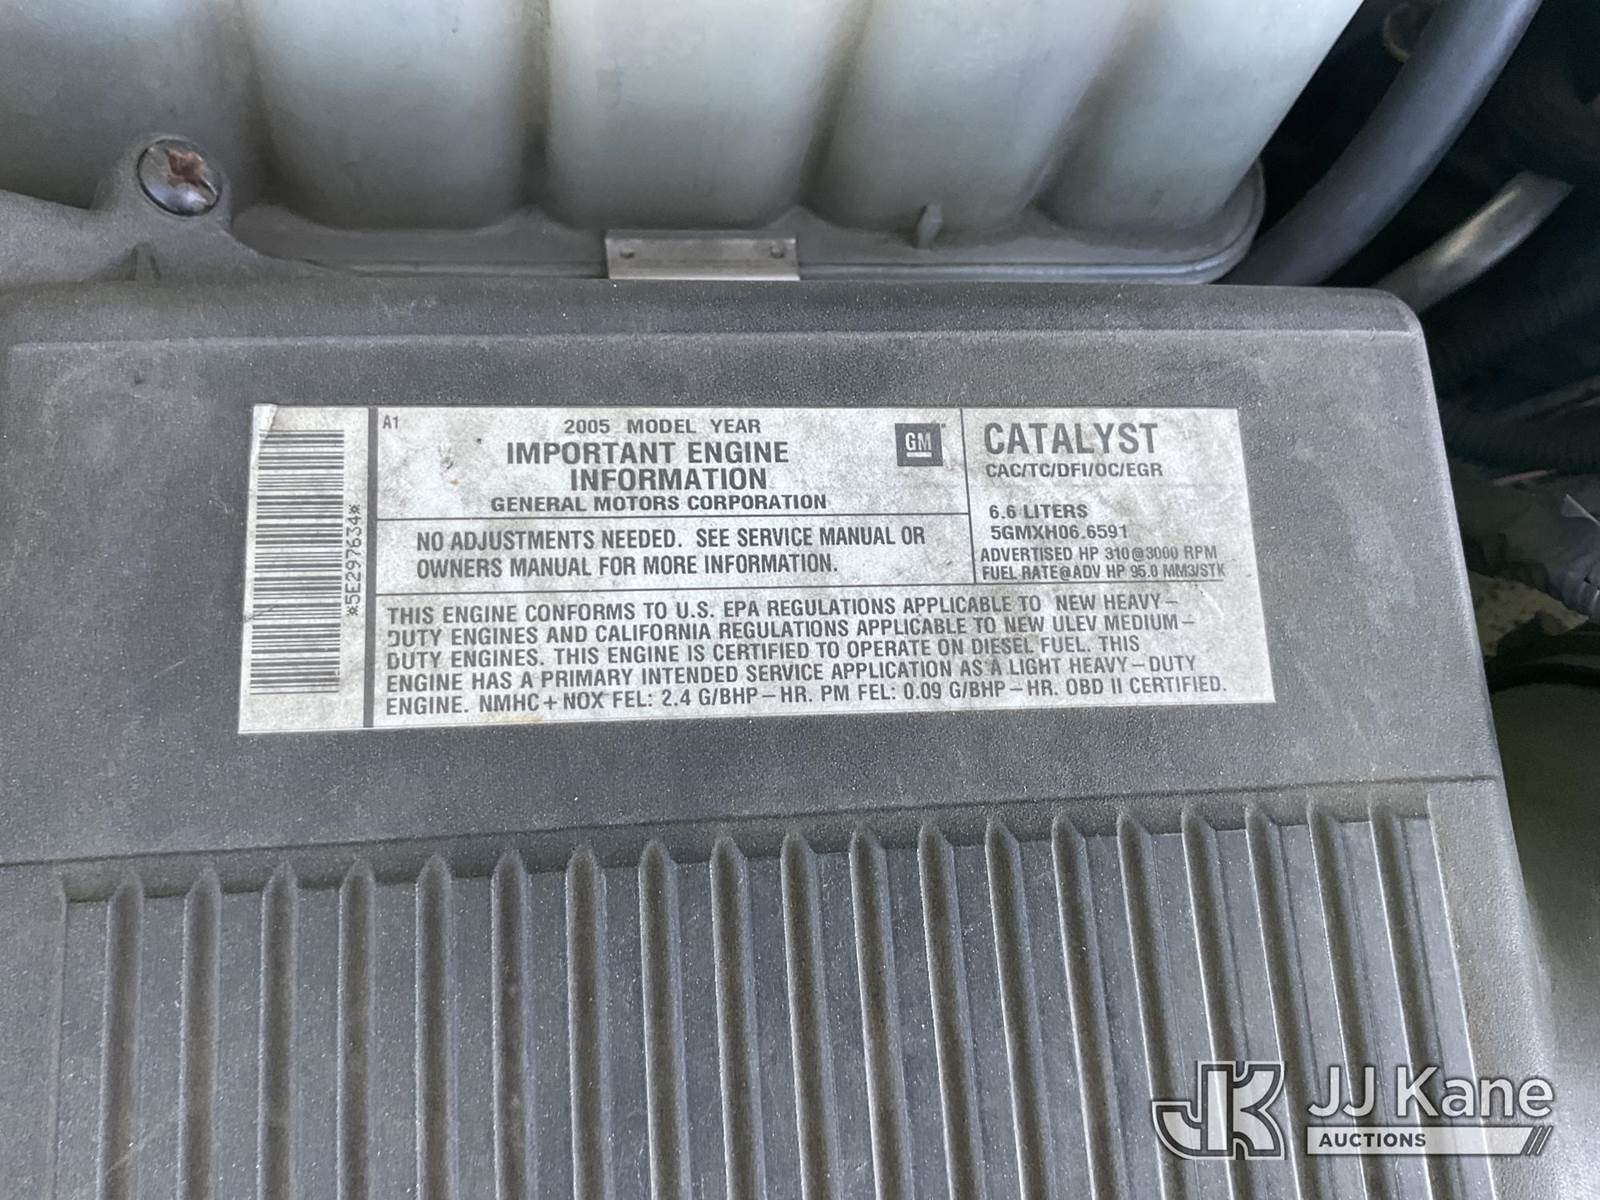 *5E297634*
A1
2005 MODEL YEAR
IMPORTANT ENGINE
INFORMATION
GENERAL MOTORS CORPORATION
GM
NO ADJUSTMENTS NEEDED. SEE SERVICE MANUAL OR
OWNERS MANUAL FOR MORE INFORMATION.
CATALYST
CAC/TC/DFI/OC/EGR
6.6 LITERS
5GMXH06.6591
ADVERTISED HP 310@3000 RPM
FUEL RATE@ADV HP 95.0 MM3/STK
THIS ENGINE CONFORMS TO U.S. EPA REGULATIONS APPLICABLE TO NEW HEAVY–
DUTY ENGINES AND CALIFORNIA REGULATIONS APPLICABLE TO NEW ULEV MEDIUM–
DUTY ENGINES. THIS ENGINE IS CERTIFIED TO OPERATE ON DIESEL FUEL. THIS
ENGINE HAS A PRIMARY INTENDED SERVICE APPLICATION AS A LIGHT HEAVY–DUTY
ENGINE. NMHC+NOX FEL: 2.4 G/BHP–HR. PM FEL: 0.09 G/BHP–HR. OBD II CERTIFIED.
JK JJ Kane
AUCTIONS